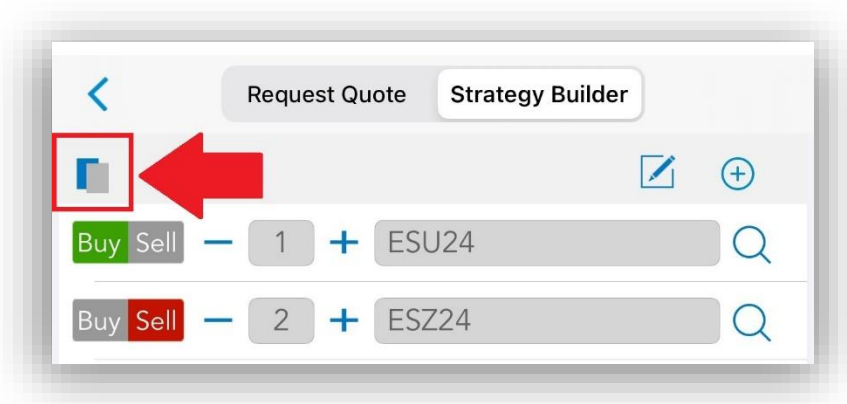 Request Quote Strategy Builder
Buy Sell 1 ESU24
Buy Sell 2 ESZ24